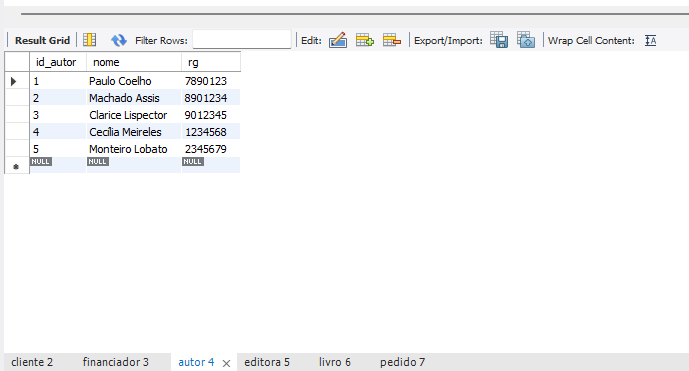 Result Grid Filter Rows: Edit: Export/Import: Wrap Cell Content: IA
id_autor nome rg
1 Paulo Coelho 7890123
2 Machado Assis 8901234
3 Clarice Lispector 9012345
4 Cecília Meireles 1234568
5 Monteiro Lobato 2345679
NULL NULL NULL
cliente 2 financiador 3 autor 4 × editora 5 livro 6 pedido 7